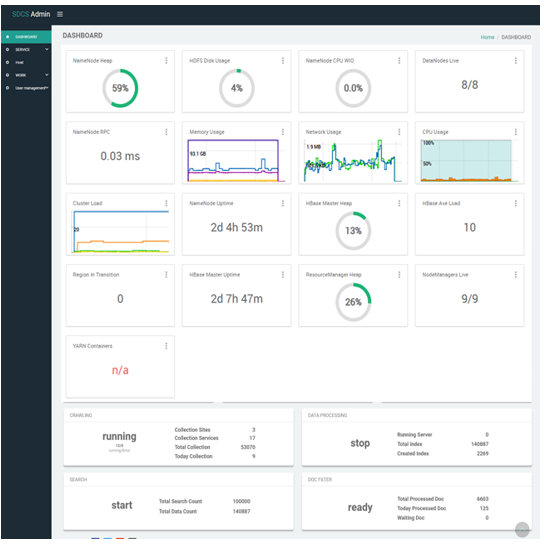 SDCS Admin
DASHBOARD
SERVICE
Host
WORK
User management
DASHBOARD
Home / DASHBOARD
NameNode Heap
59%
HDFS Disk Usage
4%
NameNode CPU WIO
0.0%
DataNodes Live
8/8
NameNode RPC
0.03 ms
Memory Usage
93.1 GB
Network Usage
1.9 MB
CPU Usage
100%
50%
Cluster Load
20
NameNode Uptime
2d 4h 53m
HBase Master Heap
13%
HBase Ave Load
10
Region In Transition
0
HBase Master Uptime
2d 7h 47m
ResourceManager Heap
26%
NodeManagers Live
9/9
YARN Containers
n/a
CRAWLING
running
Collection Sites 3
Collection Services 17
Total Collection 53070
Today Collection 9
DATA PROCESSING
stop
Running Server 0
Total Index 140887
Created Index 2269
SEARCH
start
Total Search Count 100000
Total Data Count 140887
DOC FILTER
ready
Total Processed Doc 6603
Today Processed Doc 125
Waiting Doc 0